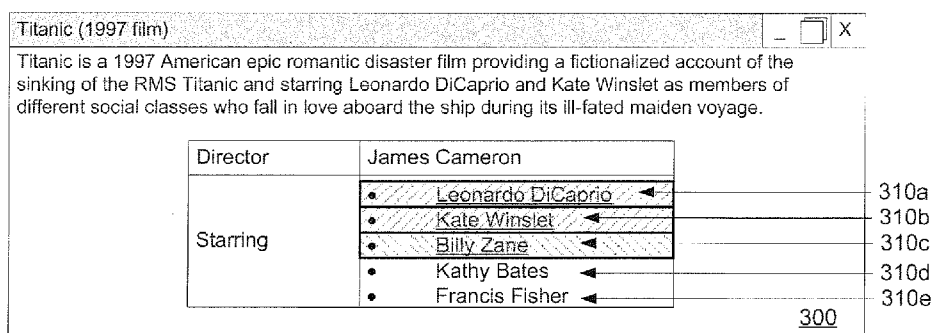 Titanic (1997 film) _ X
Titanic is a 1997 American epic romantic disaster film providing a fictionalized account of the
sinking of the RMS Titanic and starring Leonardo DiCaprio and Kate Winslet as members of
different social classes who fall in love aboard the ship during its ill-fated maiden voyage.
Director James Cameron
Starring
• Leonardo DiCaprio 310a
• Kate Winslet 310b
• Billy Zane 310c
• Kathy Bates 310d
• Francis Fisher 310e
300